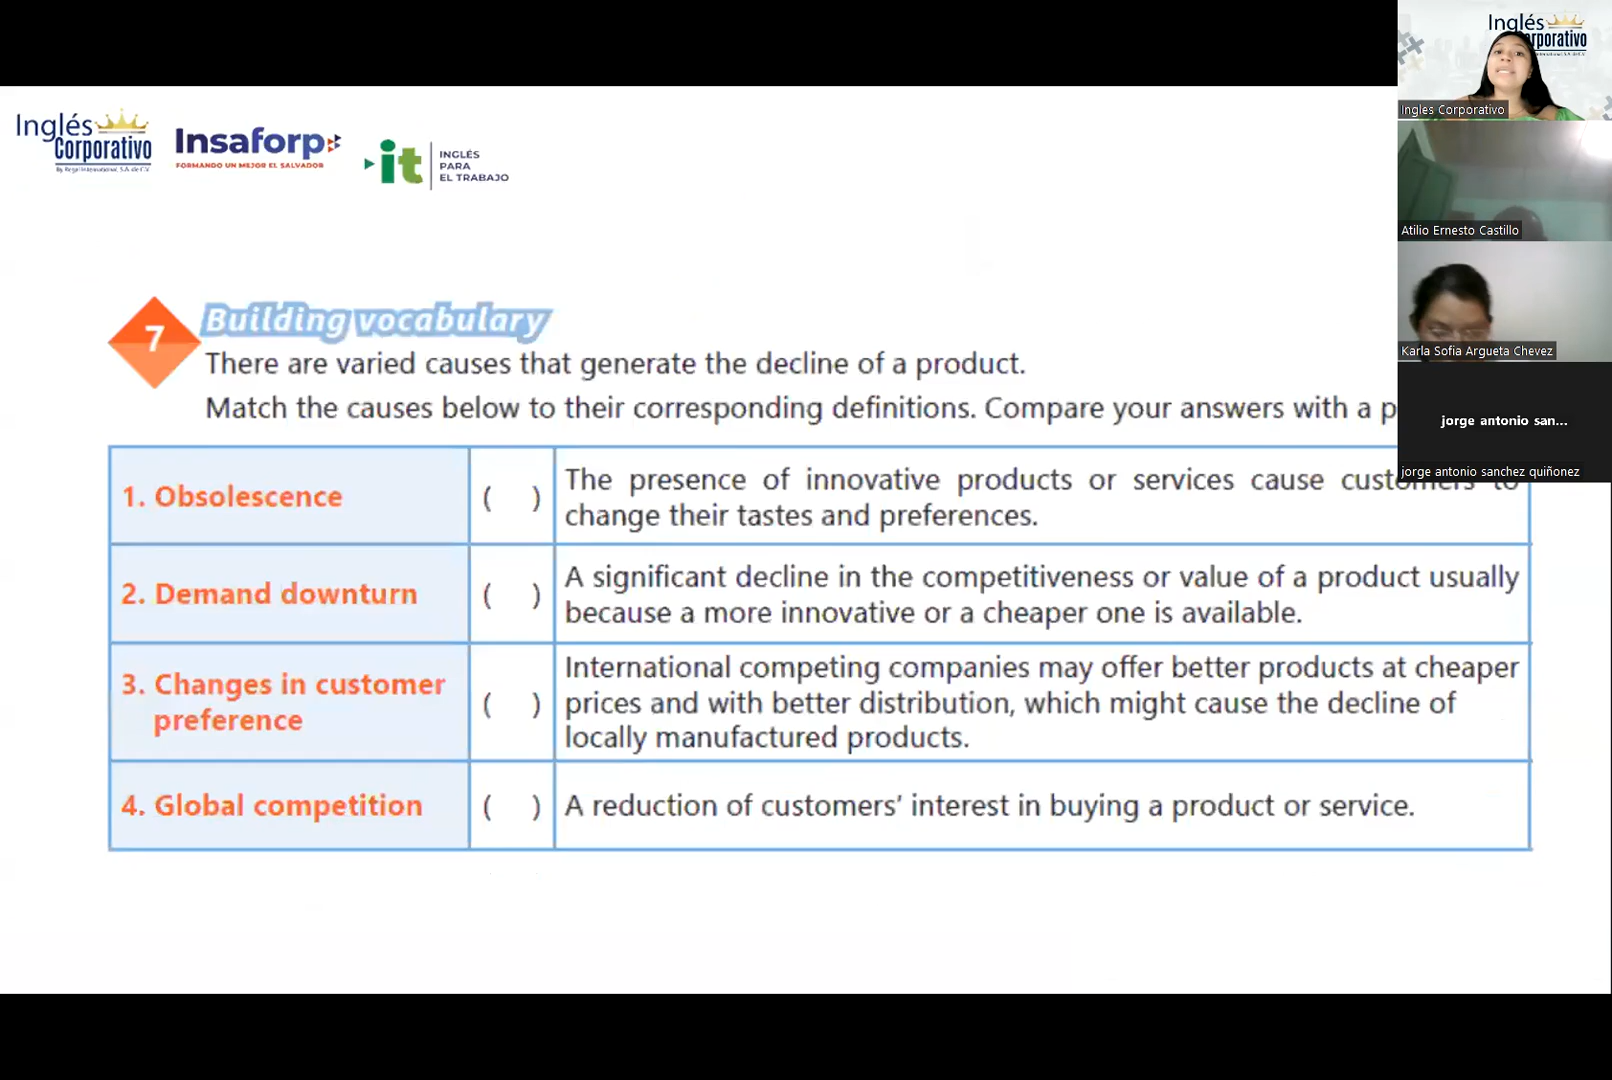 Inglés
Corporativo
By Regal International, S.A. de C.V.
Insaforp
FORMANDO UN MEJOR EL SALVADOR
it
INGLÉS
PARA
EL TRABAJO
7
Building vocabulary
There are varied causes that generate the decline of a product.
Match the causes below to their corresponding definitions. Compare your answers with a p
1. Obsolescence
( )
The presence of innovative products or services cause customers to
change their tastes and preferences.
2. Demand downturn
( )
A significant decline in the competitiveness or value of a product usually
because a more innovative or a cheaper one is available.
3. Changes in customer
preference
( )
International competing companies may offer better products at cheaper
prices and with better distribution, which might cause the decline of
locally manufactured products.
4. Global competition
( )
A reduction of customers’ interest in buying a product or service.
Inglés
Corporativo
Ingles Corporativo
Atilio Ernesto Castillo
Karla Sofia Argueta Chevez
jorge antonio san...
jorge antonio sanchez quiñonez